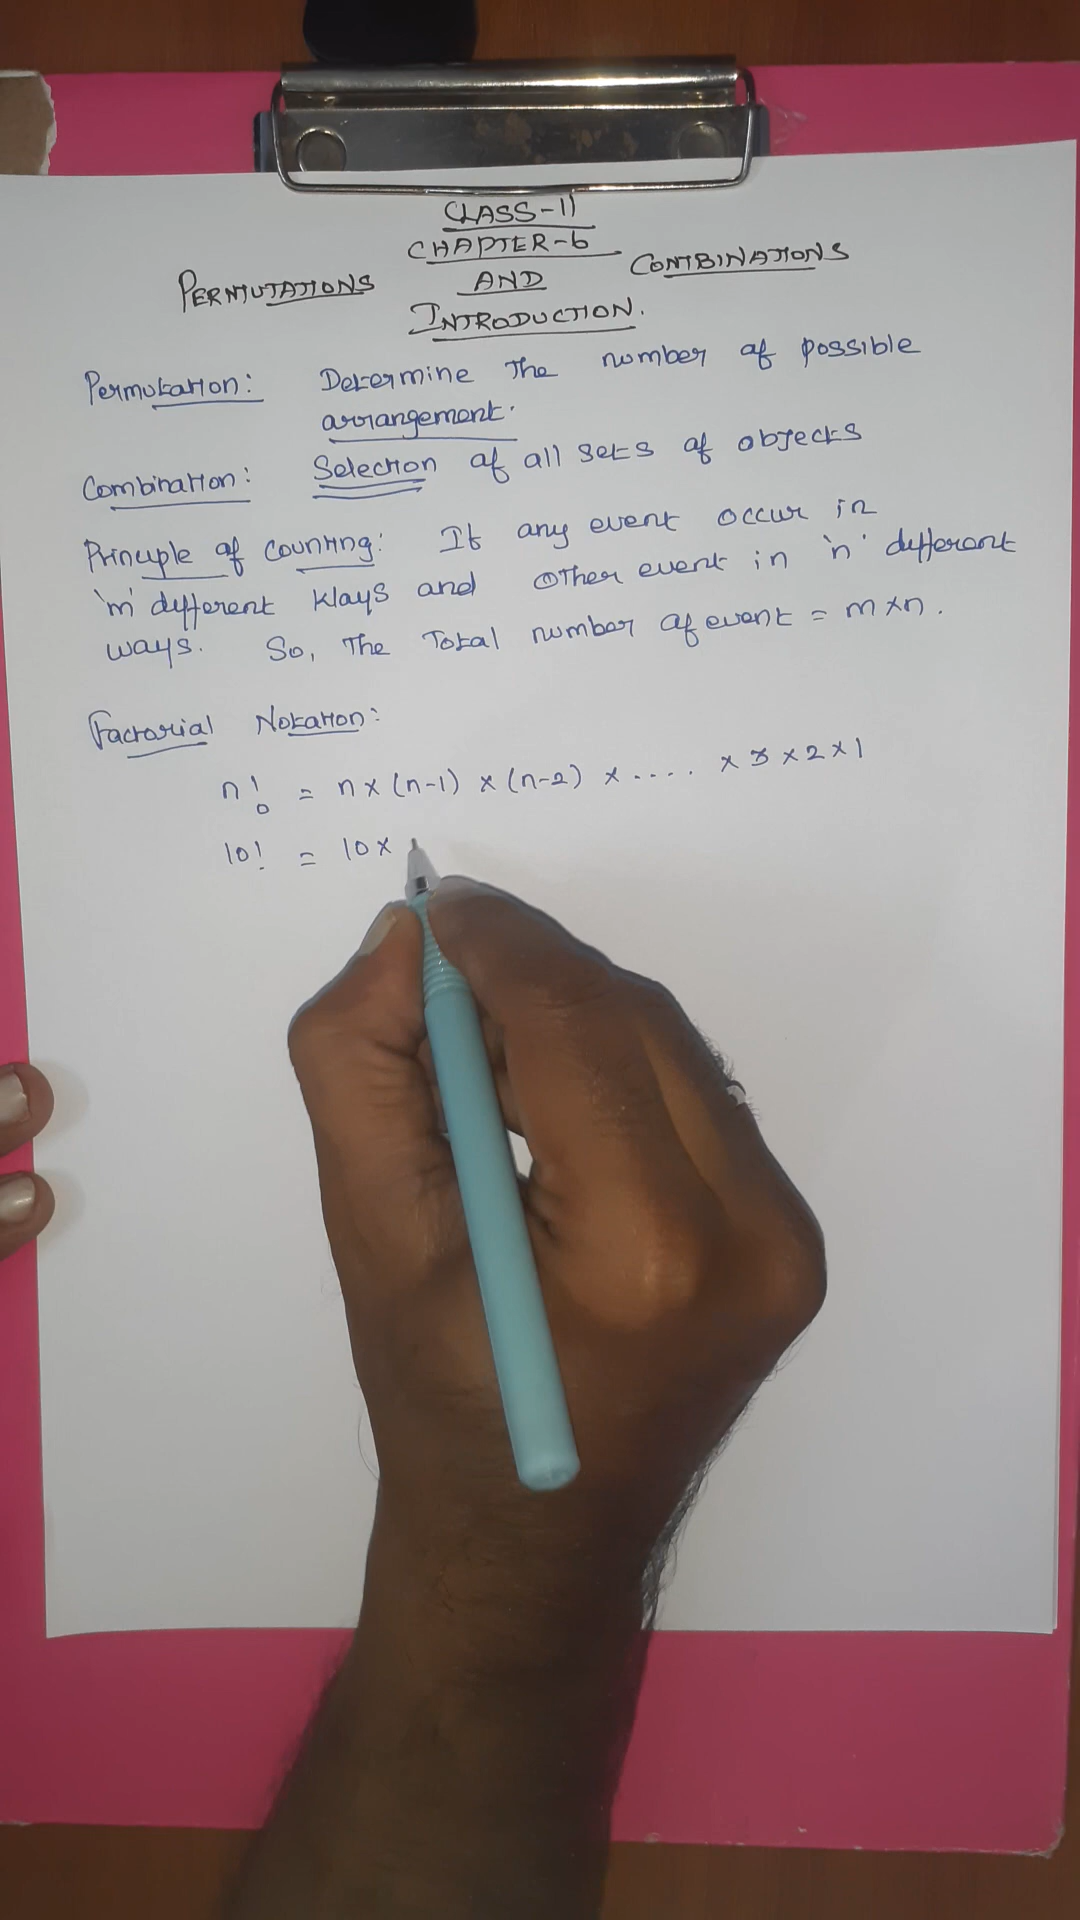 CLASS-11
CHAPTER-6
PERMUTATIONS AND COMBINATIONS
INTRODUCTION.
Permutation: Determine The number of possible
arrangement.
Combination: Selection of all sets of objects
Principle of Counting: If any event occur in
'm' different ways and other event in 'n' different
ways. So, The Total number of event = m×n.
Factorial Notation:
n! = n×(n-1)×(n-2)×....×3×2×1
10! = 10×